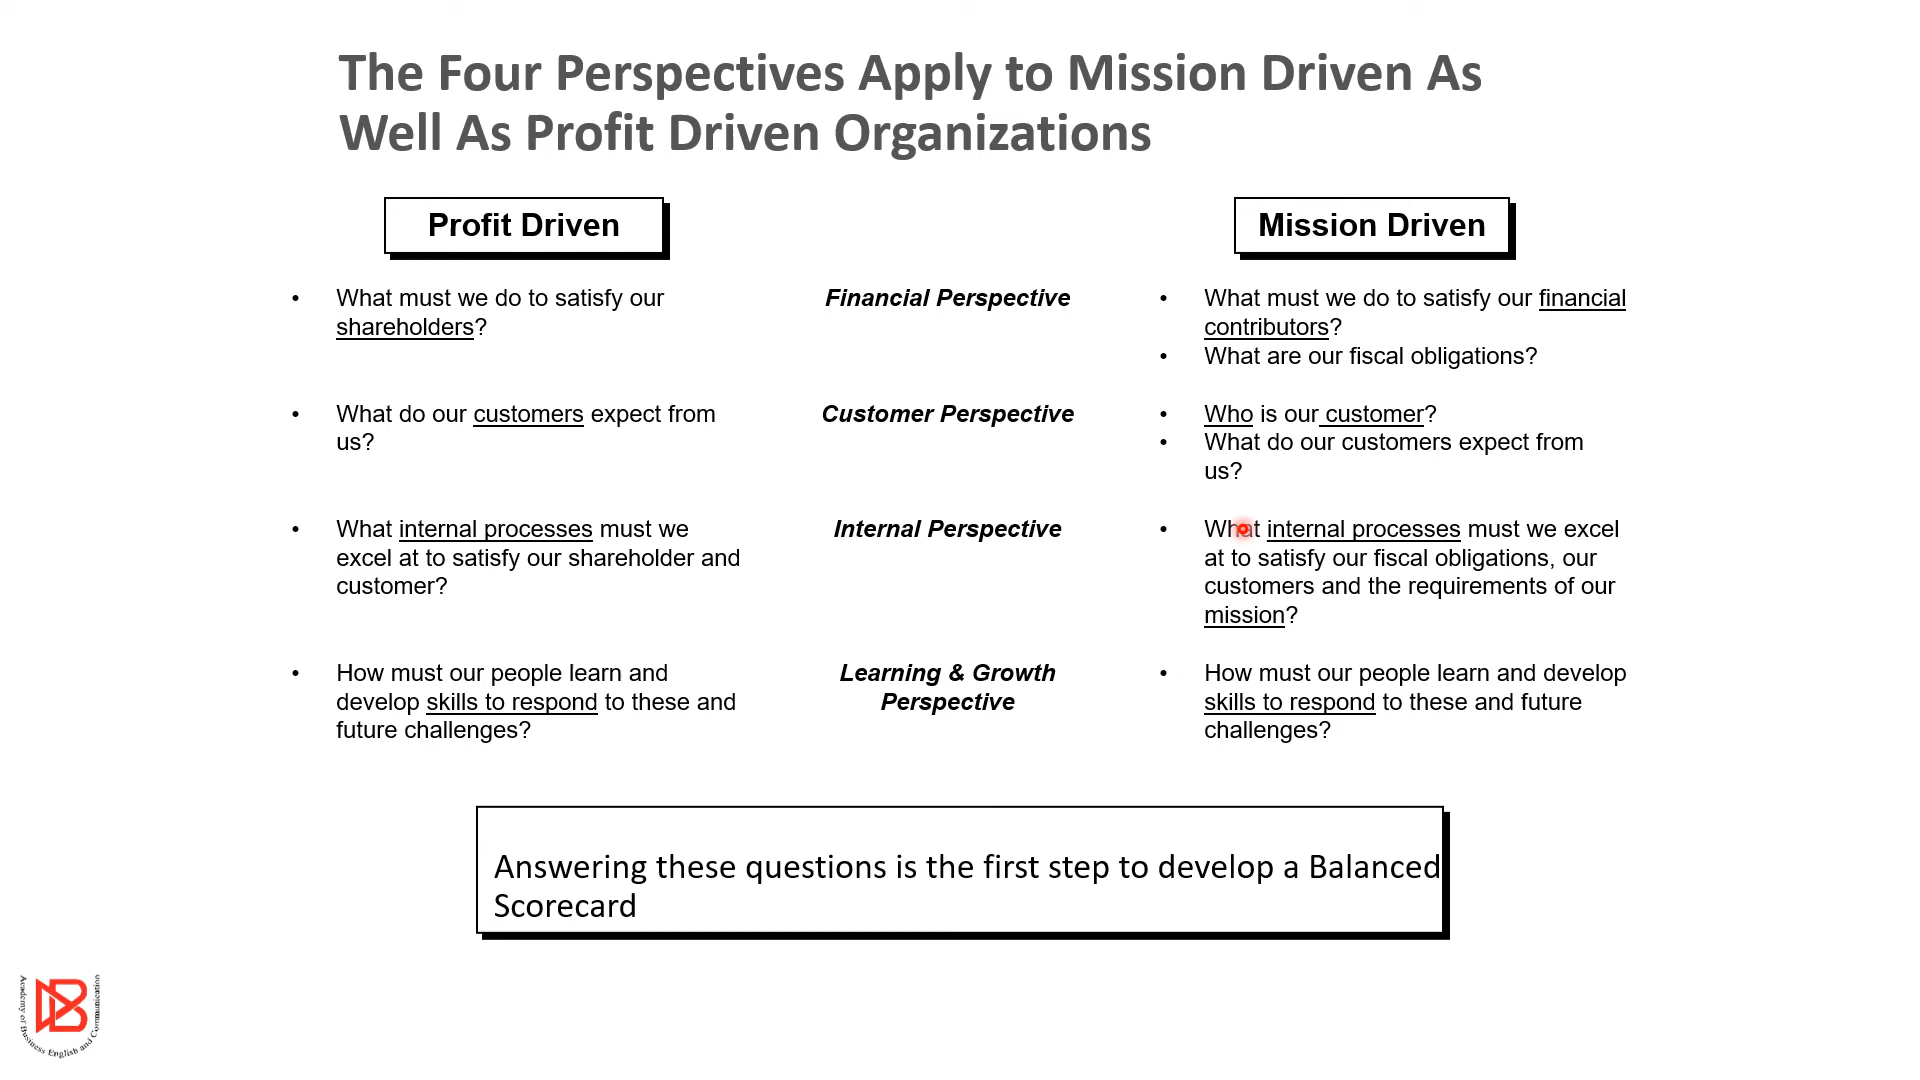 The Four Perspectives Apply to Mission Driven As
Well As Profit Driven Organizations
Profit Driven
Mission Driven
• What must we do to satisfy our
shareholders?
Financial Perspective
• What must we do to satisfy our financial
contributors?
• What are our fiscal obligations?
• What do our customers expect from
us?
Customer Perspective
• Who is our customer?
• What do our customers expect from
us?
• What internal processes must we
excel at to satisfy our shareholder and
customer?
Internal Perspective
• What internal processes must we excel
at to satisfy our fiscal obligations, our
customers and the requirements of our
mission?
• How must our people learn and
develop skills to respond to these and
future challenges?
Learning & Growth
Perspective
• How must our people learn and develop
skills to respond to these and future
challenges?
Answering these questions is the first step to develop a Balanced
Scorecard
Academy of Business English and Communication